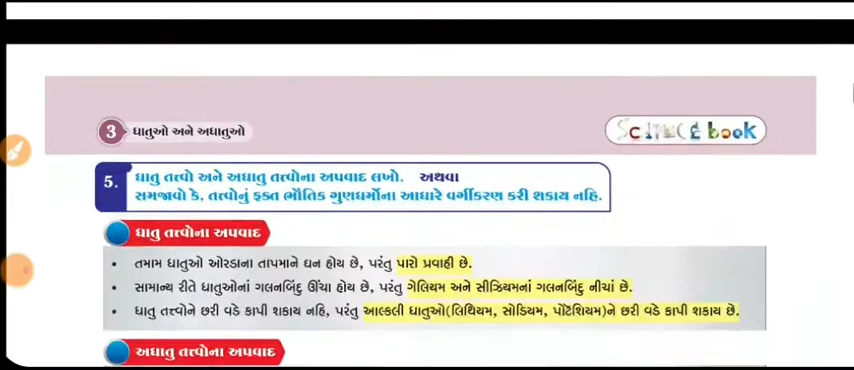 3 ધાતુઓ અને અધાતુઓ
SCIENCE book
5. ધાતુ તત્ત્વો અને અધાતુ તત્ત્વોના અપવાદ લખો. અથવા
સમજાવો કે, તત્ત્વોનું ફક્ત ભૌતિક ગુણધર્મોના આધારે વર્ગીકરણ કરી શકાય નહિ.
ધાતુ તત્ત્વોના અપવાદ
• તમામ ધાતુઓ ઓરડાના તાપમાને ઘન હોય છે, પરંતુ પારો પ્રવાહી છે.
• સામાન્ય રીતે ધાતુઓનાં ગલનબિંદુ ઊંચા હોય છે, પરંતુ ગેલિયમ અને સીઝિયમનાં ગલનબિંદુ નીચાં છે.
• ધાતુ તત્ત્વોને છરી વડે કાપી શકાય નહિ, પરંતુ આલ્કલી ધાતુઓ(લિથિયમ, સોડિયમ, પોટૅશિયમ)ને છરી વડે કાપી શકાય છે.
અધાતુ તત્ત્વોના અપવાદ